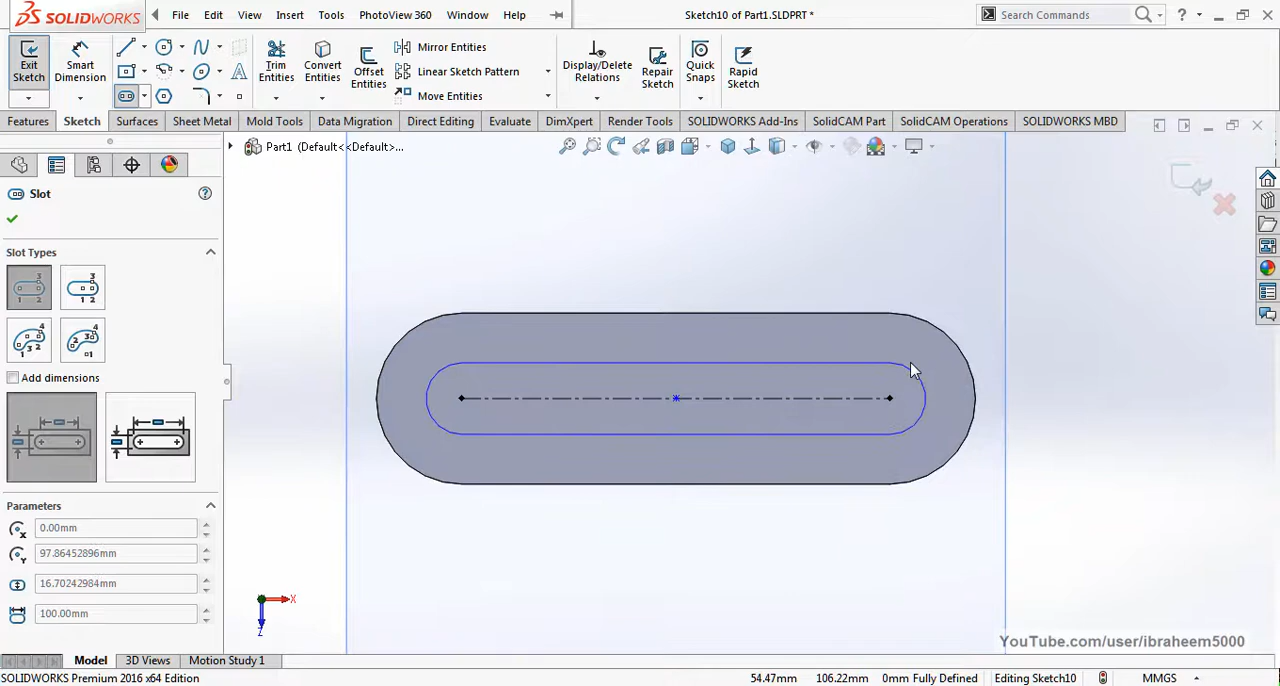 SOLIDWORKS File Edit View Insert Tools PhotoView 360 Window Help Sketch10 of Part1.SLDPRT * Search Commands ?
Exit Sketch
Smart Dimension
Trim Entities
Convert Entities
Offset Entities
Mirror Entities
Linear Sketch Pattern
Move Entities
Display/Delete Relations
Repair Sketch
Quick Snaps
Rapid Sketch
Features Sketch Surfaces Sheet Metal Mold Tools Data Migration Direct Editing Evaluate DimXpert Render Tools SOLIDWORKS Add-Ins SolidCAM Part SolidCAM Operations SOLIDWORKS MBD
Part1 (Default<<Default>...
Slot ?
Slot Types
Add dimensions
Parameters
0.00mm
97.86452896mm
16.70242984mm
100.00mm
X
Z
YouTube.com/user/ibraheem5000
Model 3D Views Motion Study 1
SOLIDWORKS Premium 2016 x64 Edition 54.47mm 106.22mm 0mm Fully Defined Editing Sketch10 MMGS